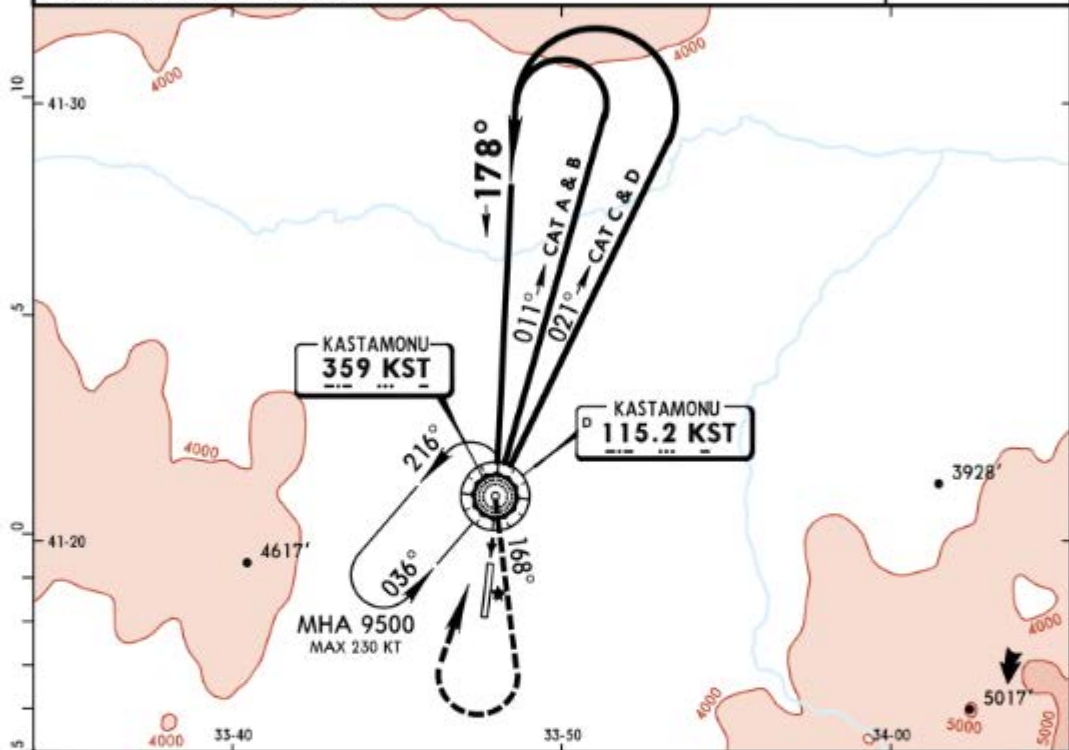 4000
4000
10
41-30
178°
011° CAT A & B
021° CAT C & D
5
KASTAMONU
359 KST
D
KASTAMONU
115.2 KST
216°
4000
3928'
0
41-20
4617'
036°
168°
MHA 9500
MAX 230 KT
4000
4000
5017'
5000
5000
4000
5
33-40
33-50
34-00